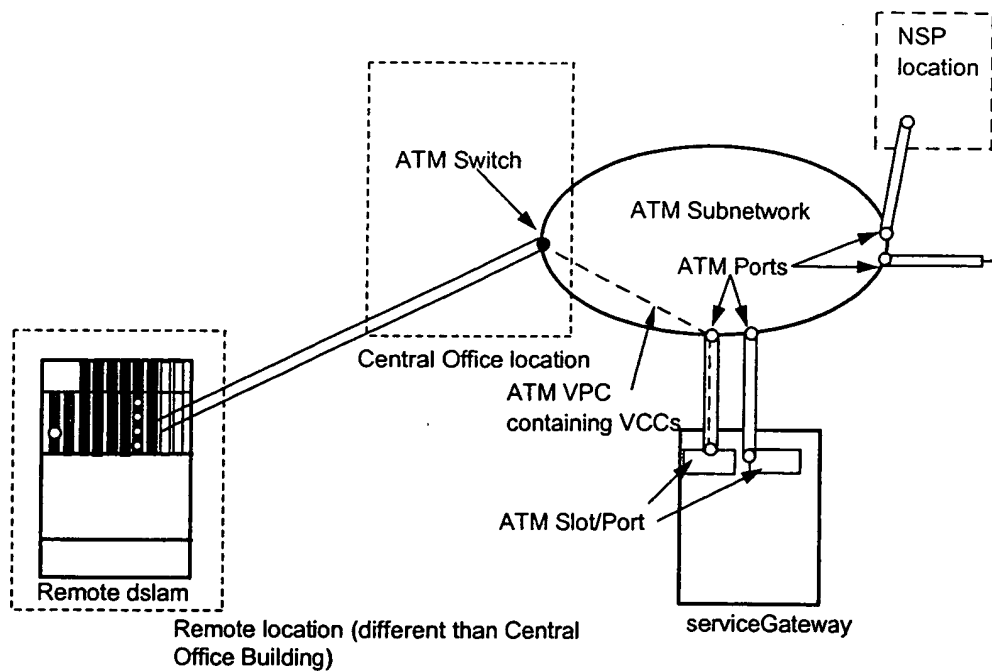 NSP
location
ATM Switch
ATM Subnetwork
ATM Ports
Central Office location
ATM VPC
containing VCCs
ATM Slot/Port
Remote dslam
serviceGateway
Remote location (different than Central
Office Building)